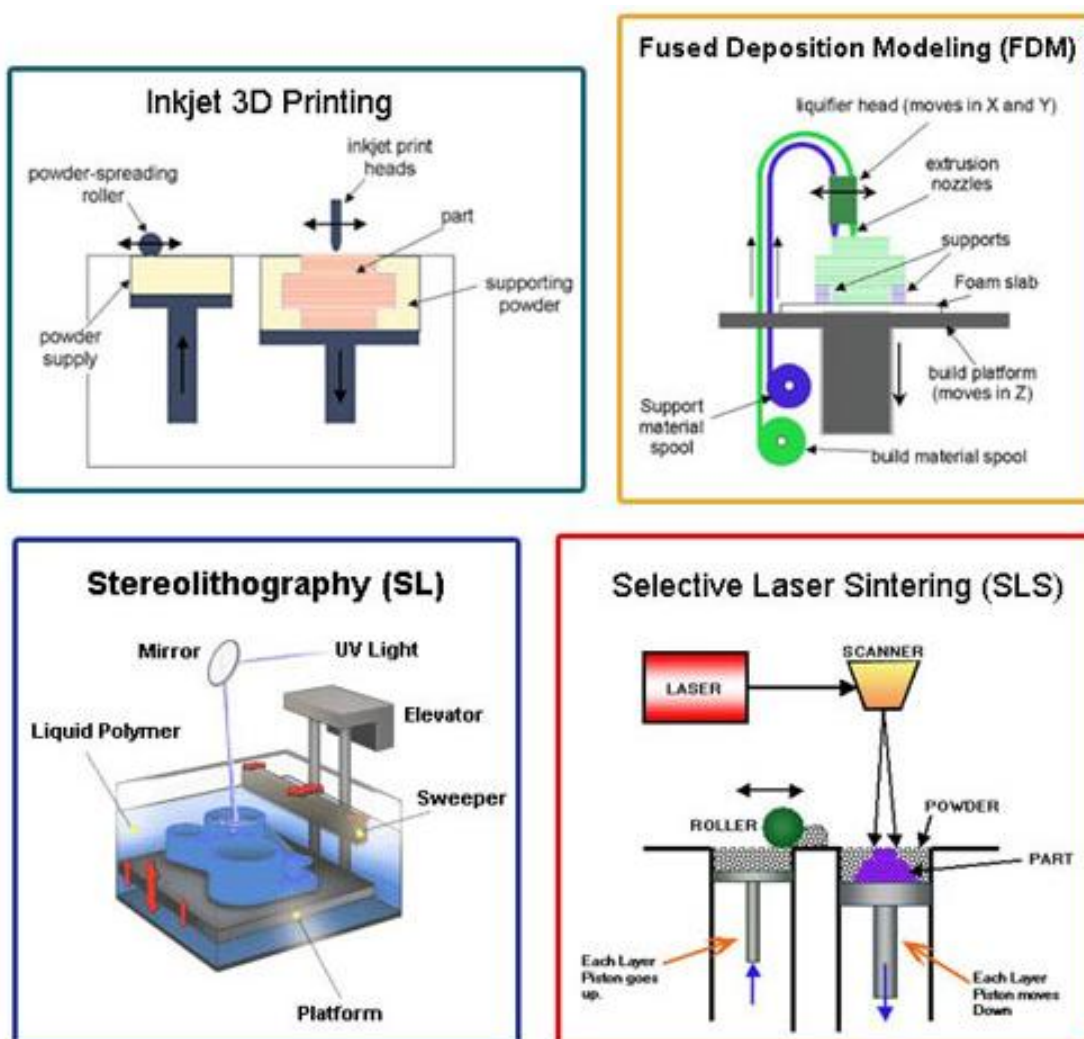 Inkjet 3D Printing
powder-spreading
roller
inkjet print
heads
part
supporting
powder
powder
supply
Fused Deposition Modeling (FDM)
liquifier head (moves in X and Y)
extrusion
nozzles
supports
Foam slab
build platform
(moves in Z)
Support
material
spool
build material spool
Stereolithography (SL)
Mirror
UV Light
Elevator
Liquid Polymer
Sweeper
Platform
Selective Laser Sintering (SLS)
SCANNER
LASER
POWDER
ROLLER
PART
Each Layer
Piston goes
up.
Each Layer
Piston moves
Down